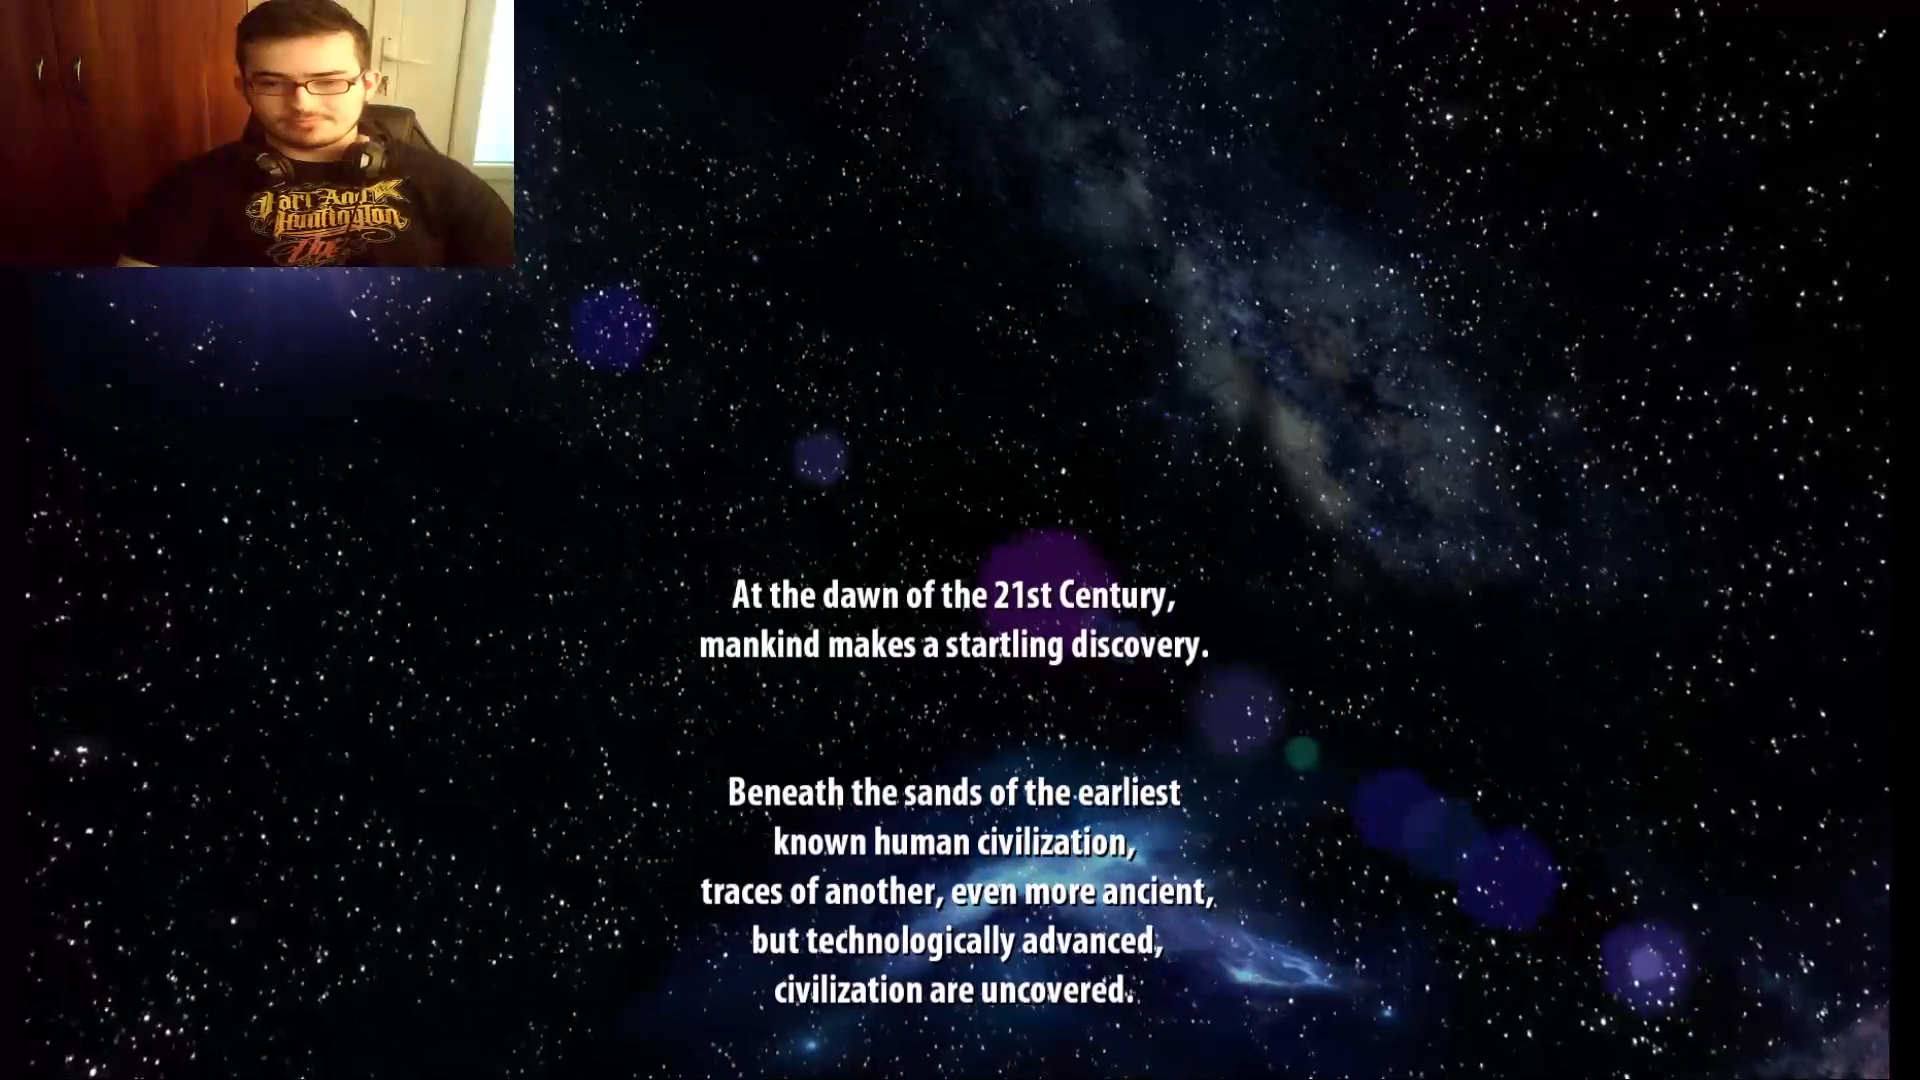 Huntington
At the dawn of the 21st Century,
mankind makes a startling discovery.
Beneath the sands of the earliest
known human civilization,
traces of another, even more ancient,
but technologically advanced,
civilization are uncovered.